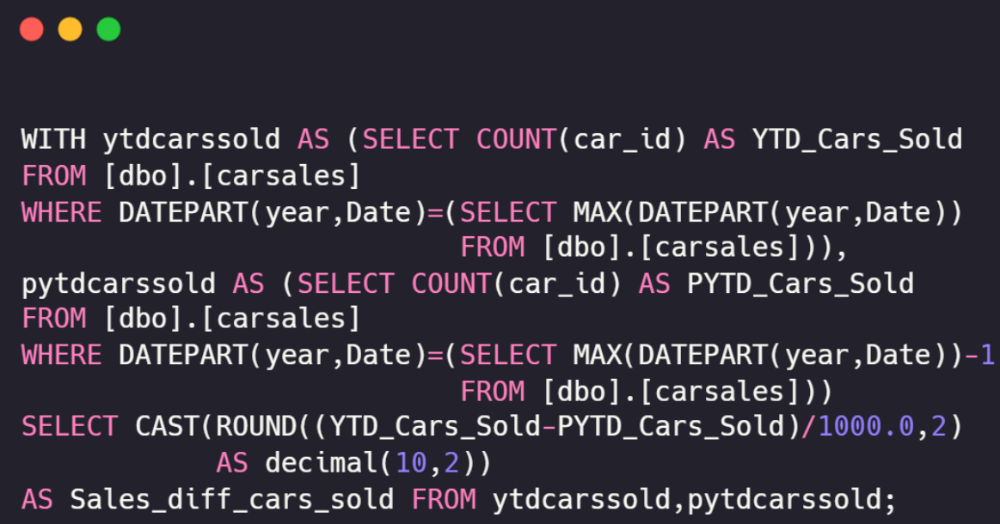 WITH ytdcarssold AS (SELECT COUNT(car_id) AS YTD_Cars_Sold
FROM [dbo].[carsales]
WHERE DATEPART(year,Date)=(SELECT MAX(DATEPART(year,Date))
FROM [dbo].[carsales])),
pytdcarssold AS (SELECT COUNT(car_id) AS PYTD_Cars_Sold
FROM [dbo].[carsales]
WHERE DATEPART(year,Date)=(SELECT MAX(DATEPART(year,Date))-1
FROM [dbo].[carsales]))
SELECT CAST(ROUND((YTD_Cars_Sold-PYTD_Cars_Sold)/1000.0,2)
AS decimal(10,2))
AS Sales_diff_cars_sold FROM ytdcarssold,pytdcarssold;